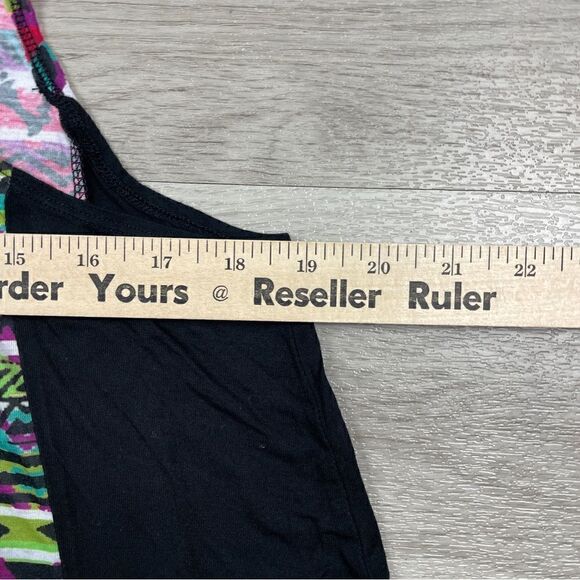 15 16 17 18 19 20 21 22
rder Yours @ Reseller Ruler